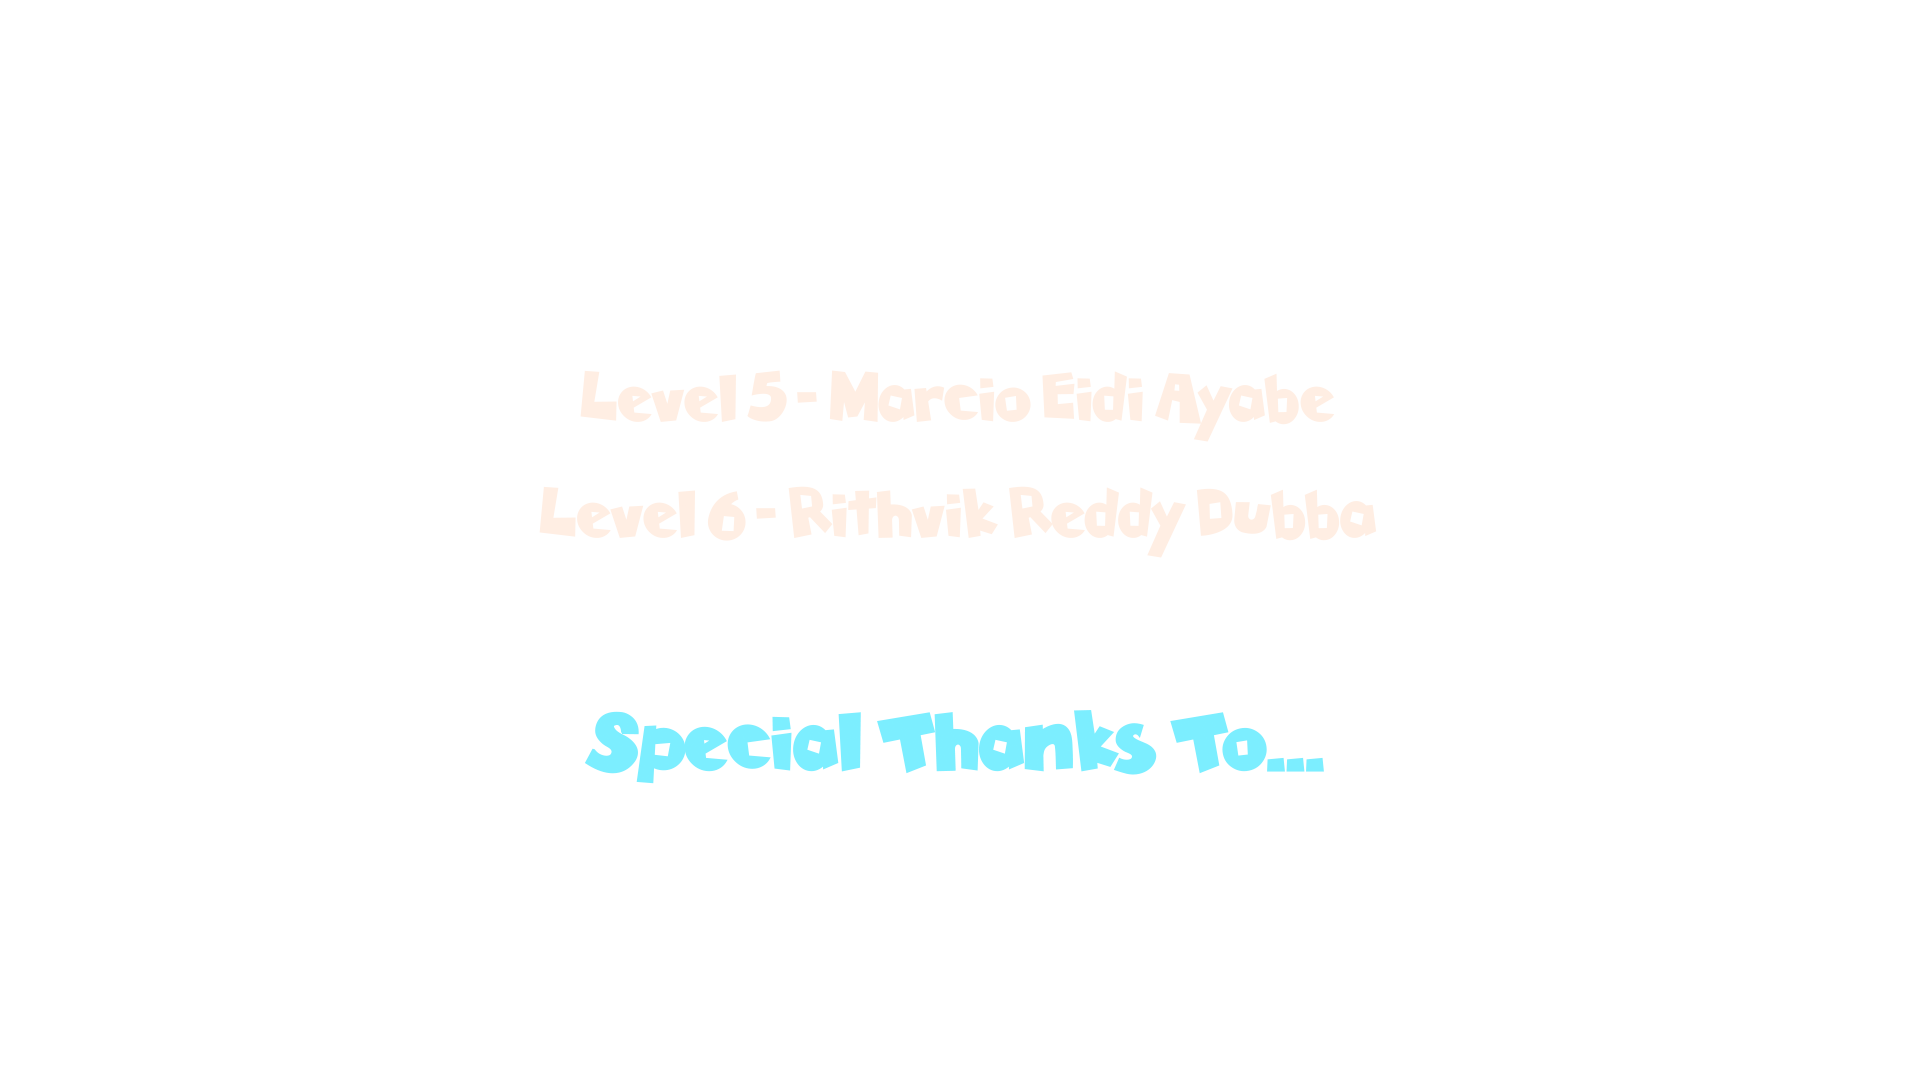 Level 5 - Marcio Eidi Ayabe
Level 6 - Rithvik Reddy Dubba
Special Thanks To...